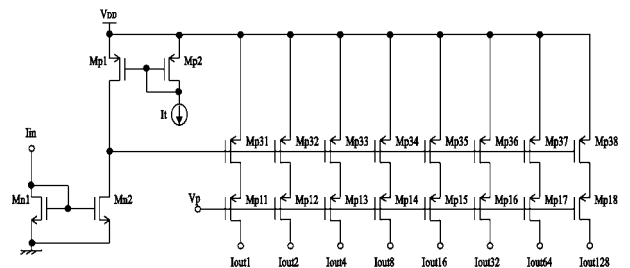 VDD
Mp1
Mp2
It
Iin
Mn1
Mn2
Mp31
Mp32
Mp33
Mp34
Mp35
Mp36
Mp37
Mp38
Vp
Mp11
Mp12
Mp13
Mp14
Mp15
Mp16
Mp17
Mp18
Iout1
Iout2
Iout4
Iout8
Iout16
Iout32
Iout64
Iout128